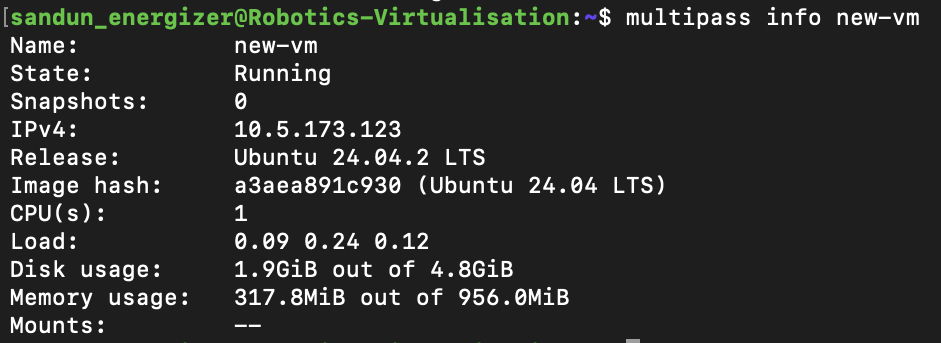 [sandun_energizer@Robotics-Virtualisation:~$ multipass info new-vm
Name:           new-vm
State:          Running
Snapshots:      0
IPv4:           10.5.173.123
Release:        Ubuntu 24.04.2 LTS
Image hash:     a3aea891c930 (Ubuntu 24.04 LTS)
CPU(s):         1
Load:           0.09 0.24 0.12
Disk usage:     1.9GiB out of 4.8GiB
Memory usage:   317.8MiB out of 956.0MiB
Mounts:         --